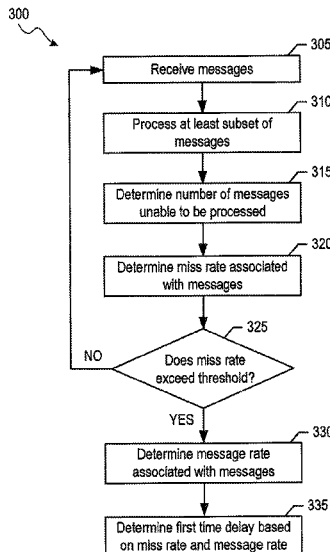 300
305
Receive messages
310
Process at least subset of
messages
315
Determine number of messages
unable to be processed
320
Determine miss rate associated
with messages
325
Does miss rate
exceed threshold?
NO
YES
330
Determine message rate
associated with messages
335
Determine first time delay based
on miss rate and message rate